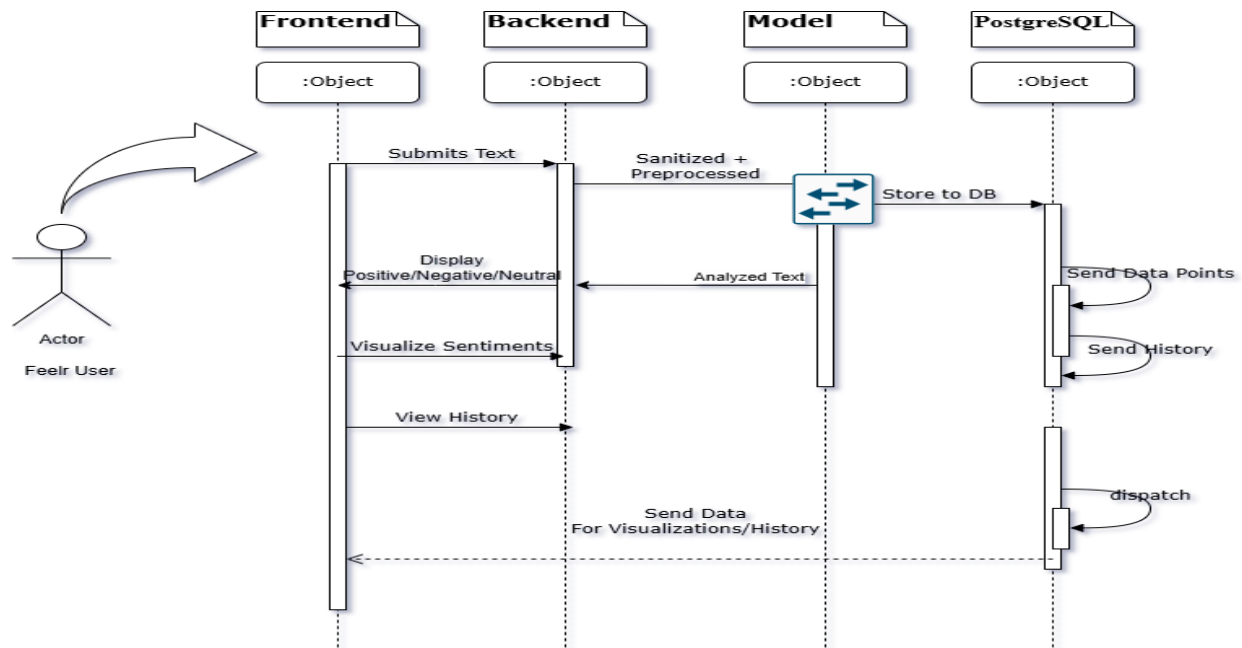 Frontend
Backend
Model
PostgreSQL
:Object
:Object
:Object
:Object
Submits Text
Sanitized +
Preprocessed
Store to DB
Display
Positive/Negative/Neutral
Analyzed Text
Send Data Points
Actor
Feelr User
Visualize Sentiments
Send History
View History
dispatch
Send Data
For Visualizations/History